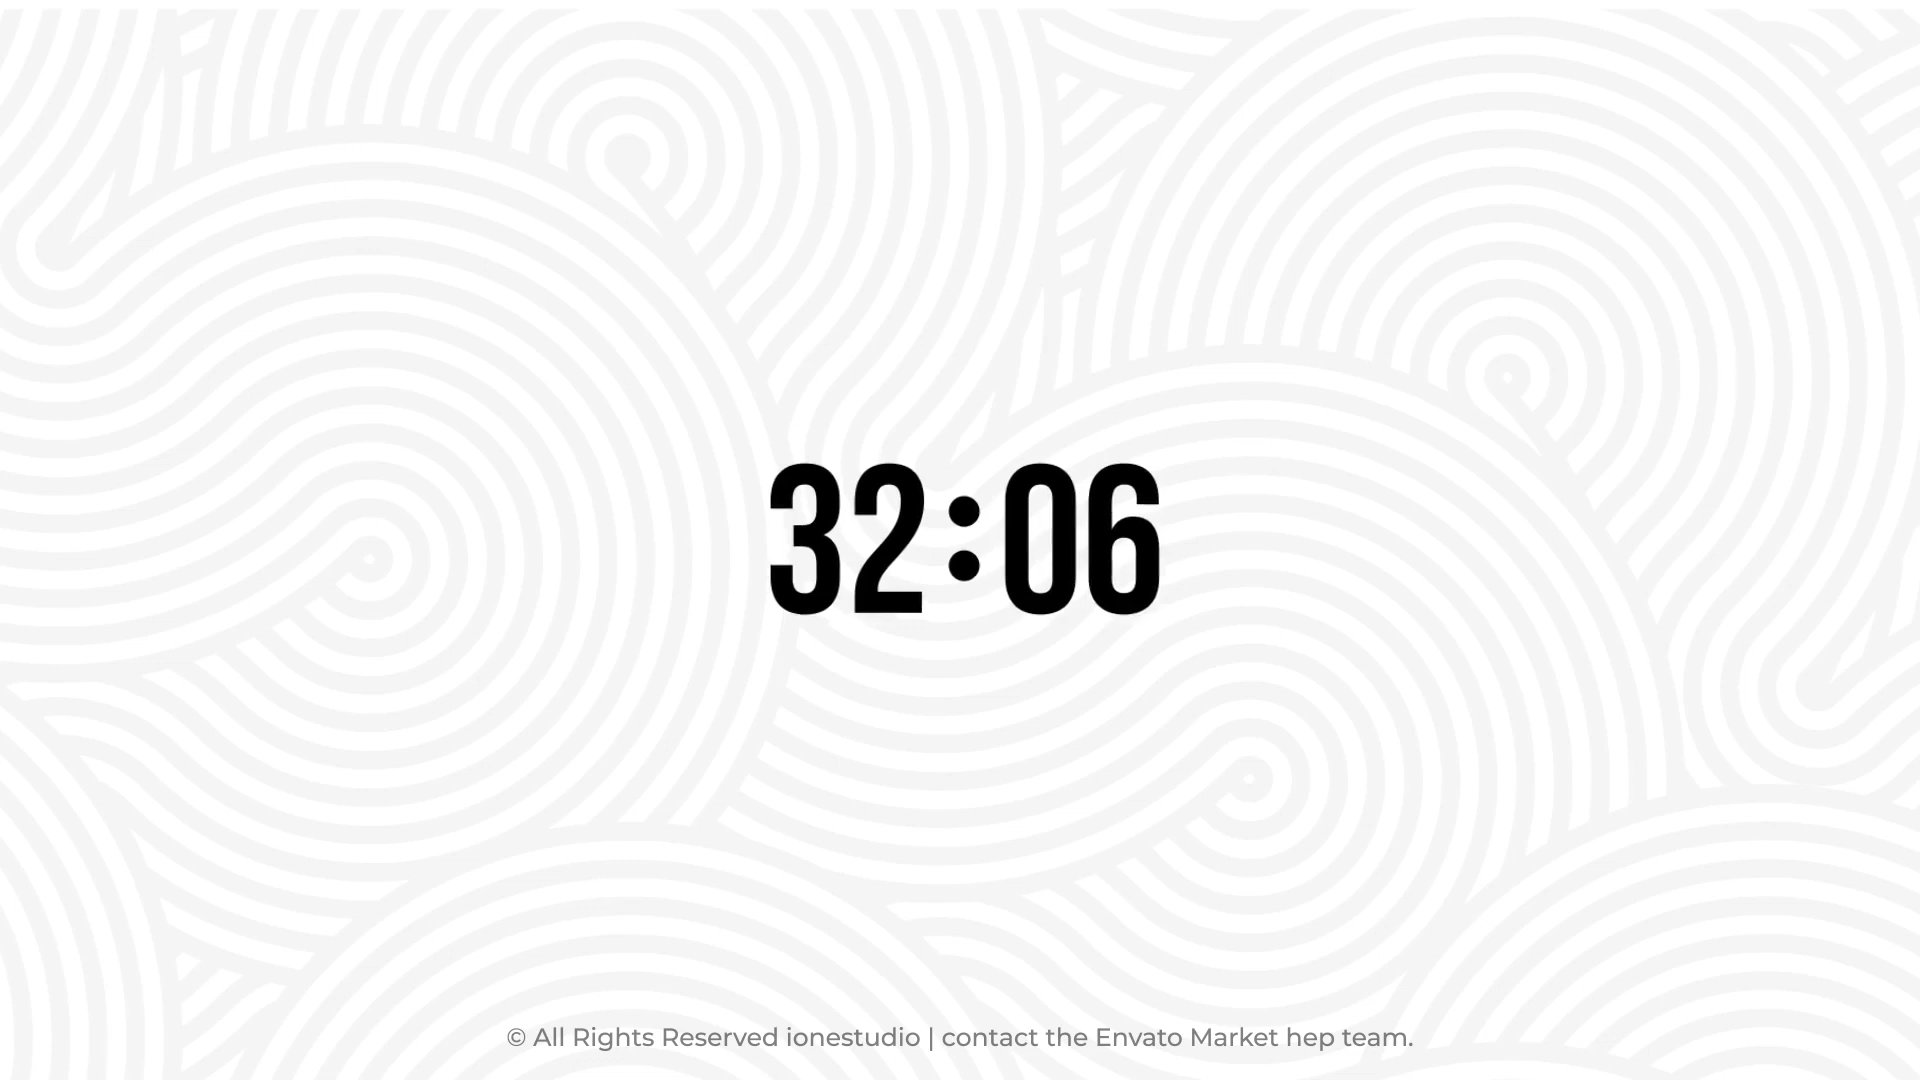 32:06
© All Rights Reserved ionestudio | contact the Envato Market hep team.